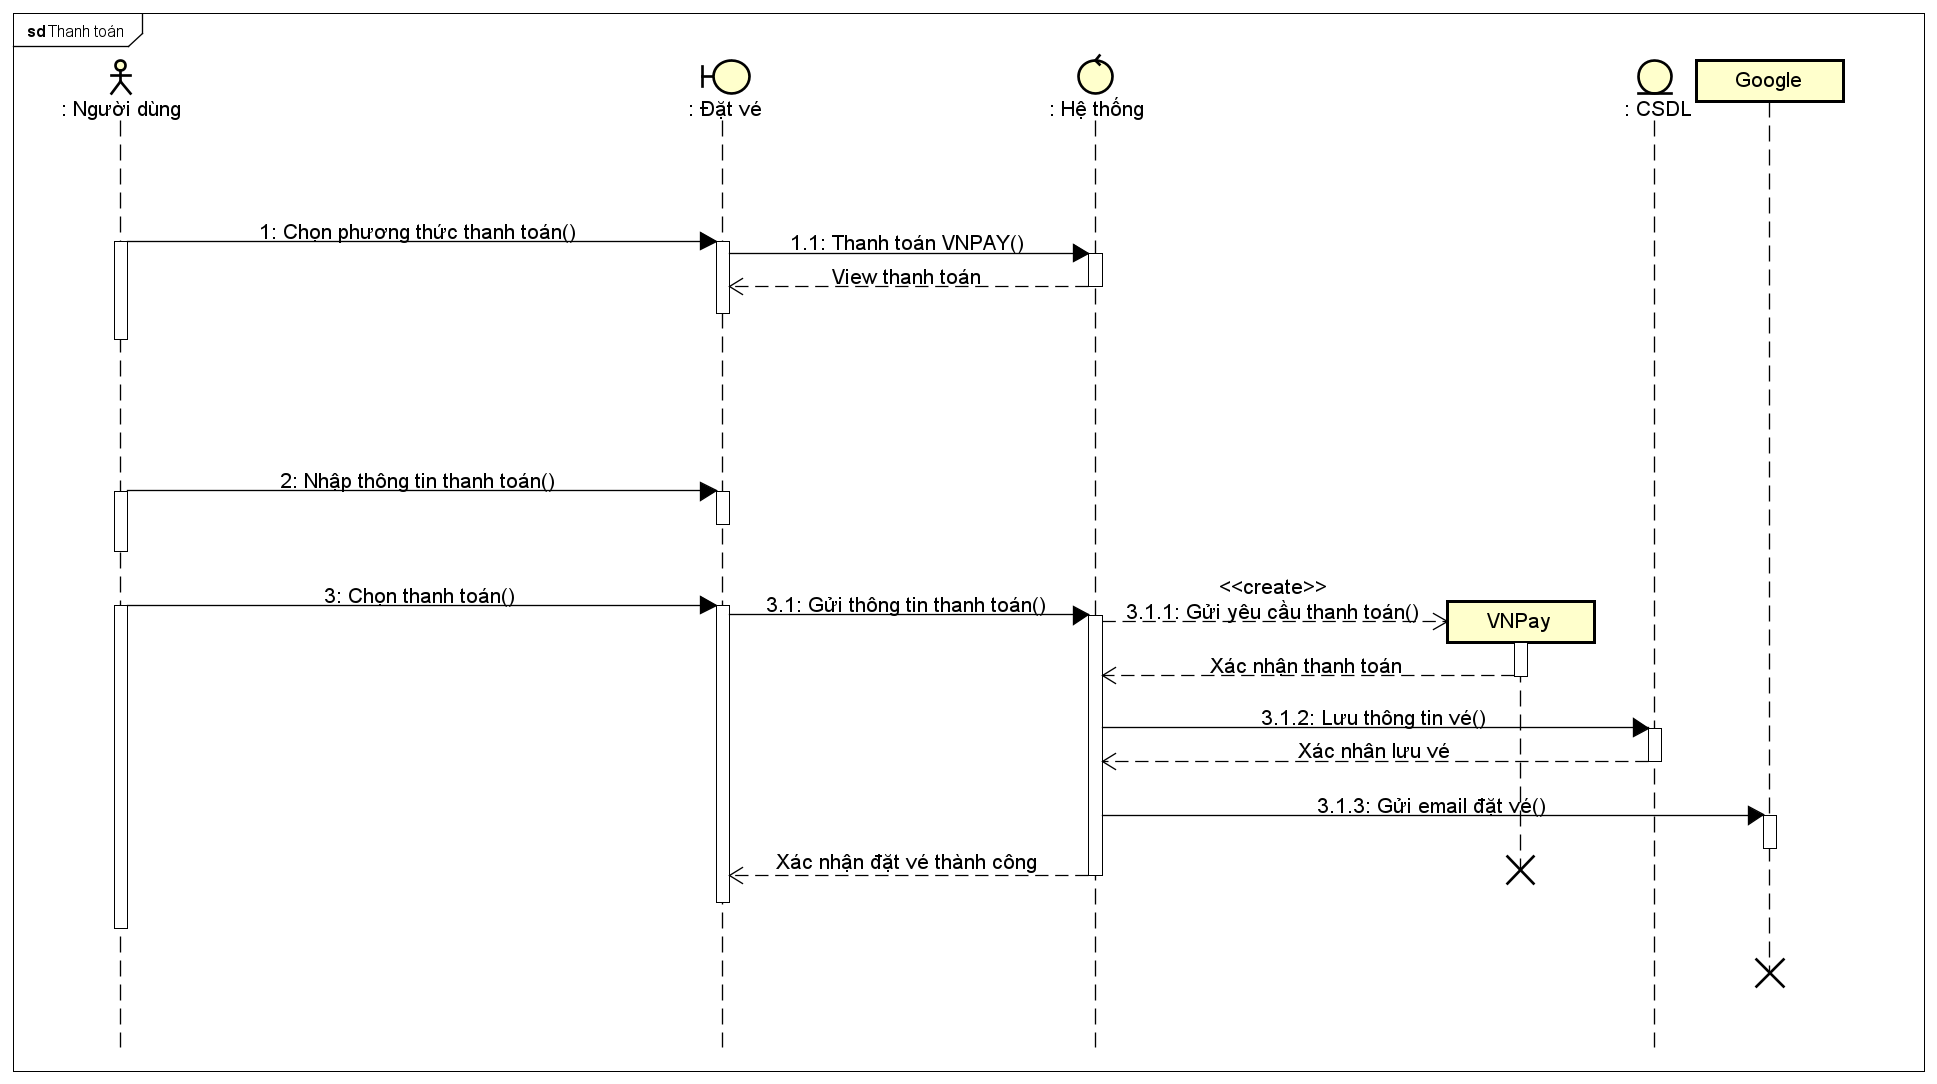 sd Thanh toán
: Người dùng
: Đặt vé
: Hệ thống
: CSDL
Google
1: Chọn phương thức thanh toán()
1.1: Thanh toán VNPAY()
View thanh toán
2: Nhập thông tin thanh toán()
3: Chọn thanh toán()
3.1: Gửi thông tin thanh toán()
<<create>>
3.1.1: Gửi yêu cầu thanh toán()
VNPay
Xác nhận thanh toán
3.1.2: Lưu thông tin vé()
Xác nhân lưu vé
3.1.3: Gửi email đặt vé()
Xác nhận đặt vé thành công